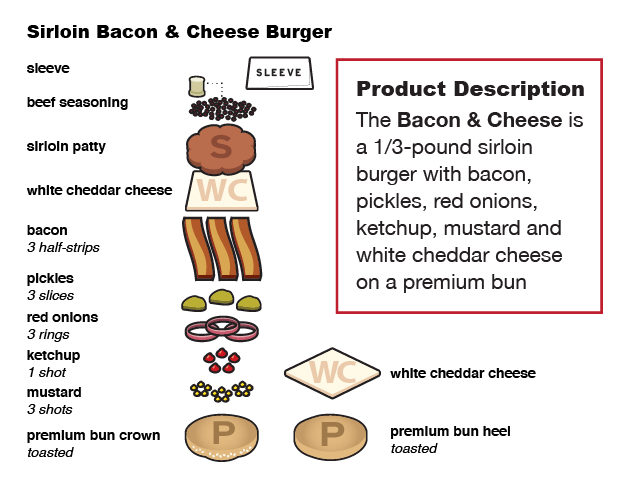 Sirloin Bacon & Cheese Burger
sleeve
SLEEVE
beef seasoning
sirloin patty
S
white cheddar cheese
WC
bacon
3 half-strips
pickles
3 slices
red onions
3 rings
ketchup
1 shot
mustard
3 shots
premium bun crown
toasted
P
Product Description
The Bacon & Cheese is
a 1/3-pound sirloin
burger with bacon,
pickles, red onions,
ketchup, mustard and
white cheddar cheese
on a premium bun
WC
white cheddar cheese
P
premium bun heel
toasted